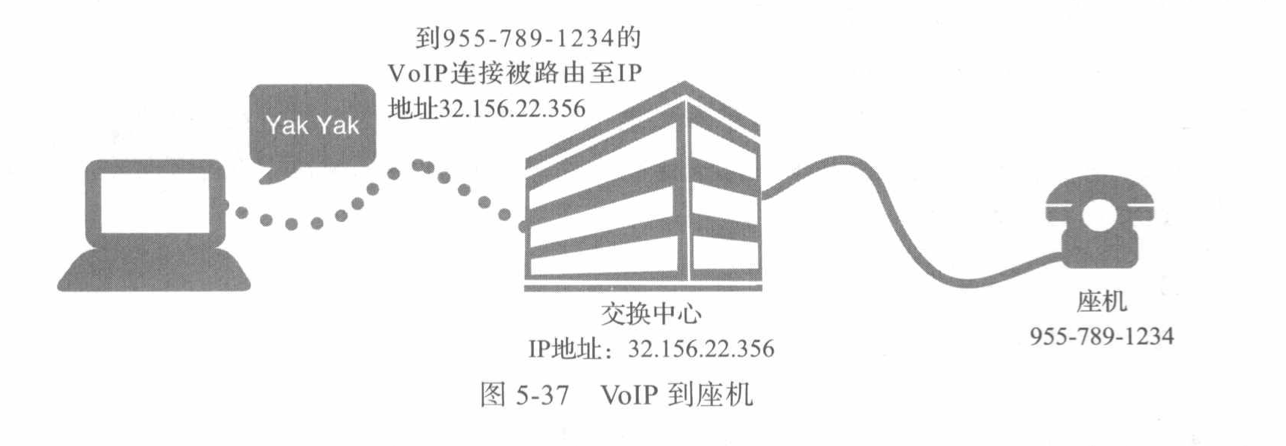 到955-789-1234的
VoIP连接被路由至IP
地址32.156.22.356
Yak Yak
交换中心
IP地址：32.156.22.356
座机
955-789-1234
图 5-37 VoIP 到座机